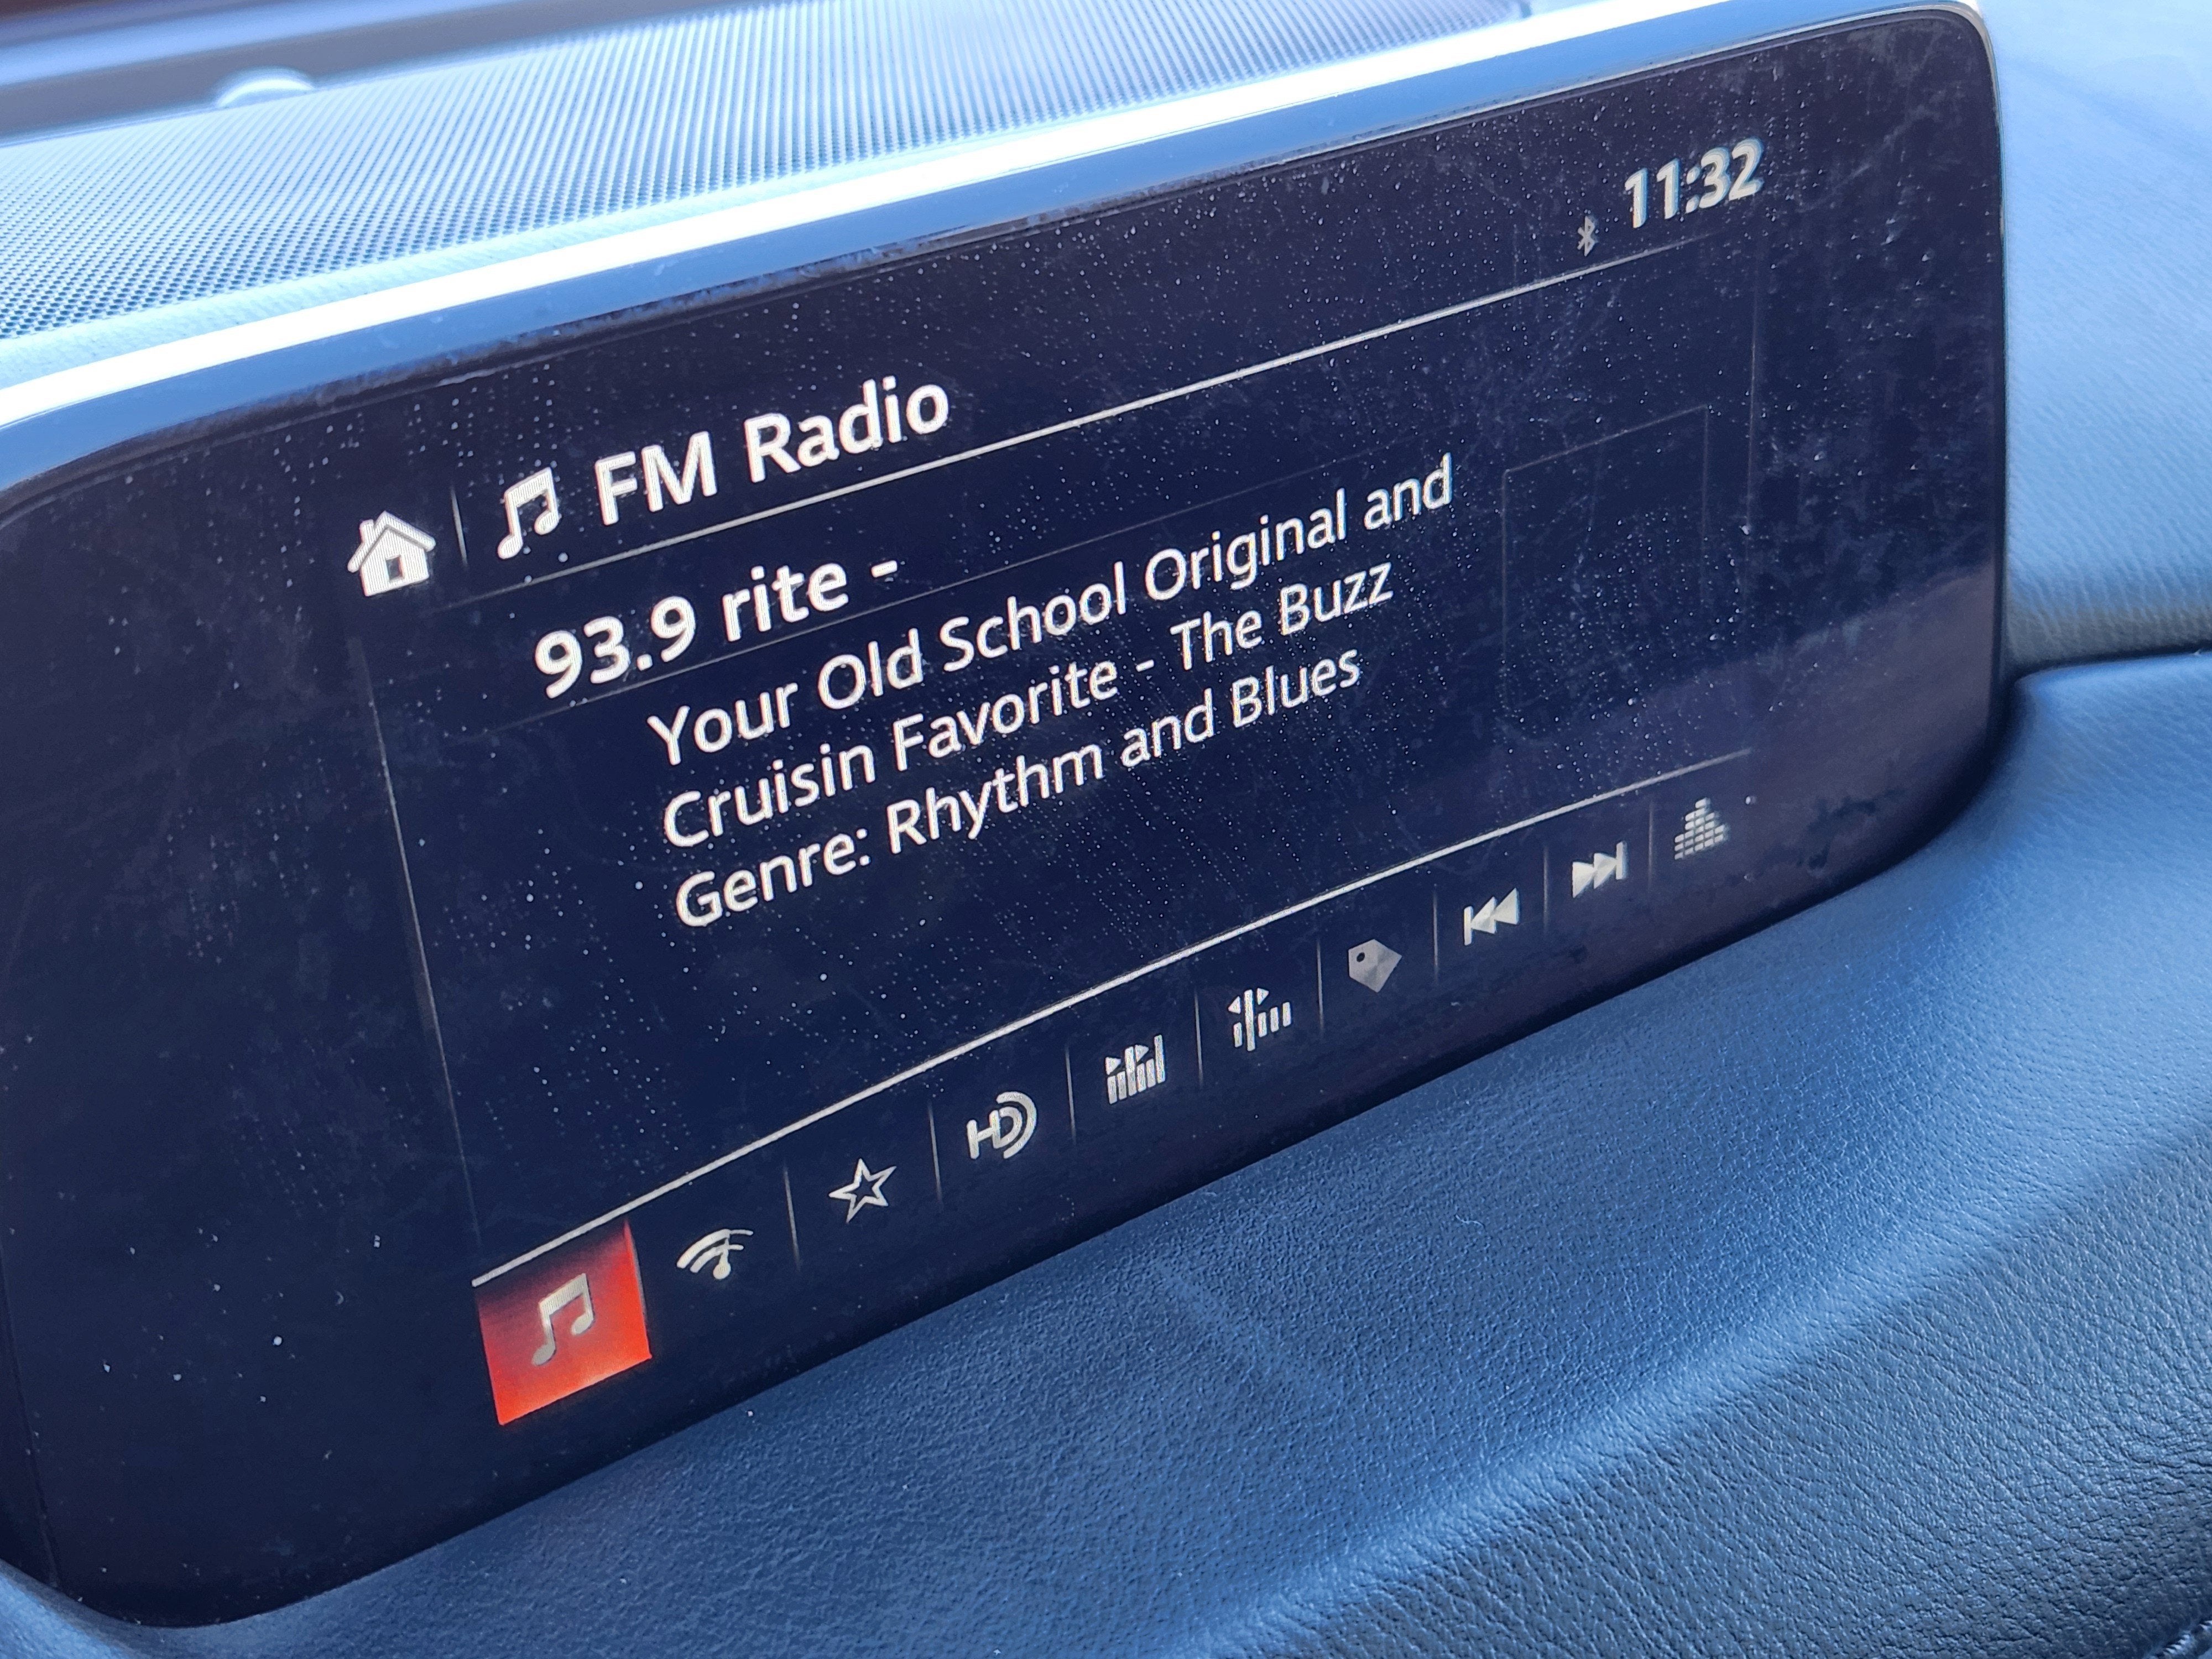 11:32
FM Radio
93.9 rite -
Your Old School Original and
Cruisin Favorite - The Buzz
Genre: Rhythm and Blues
HD